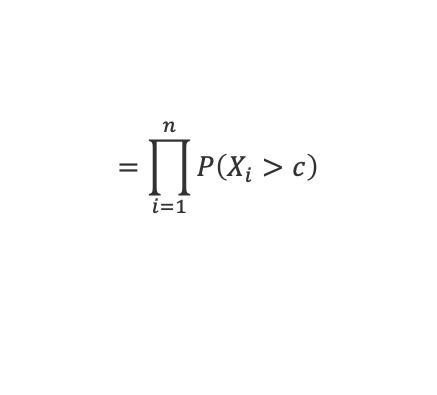 = ∏_{i=1}^{n} P(X_i > c)